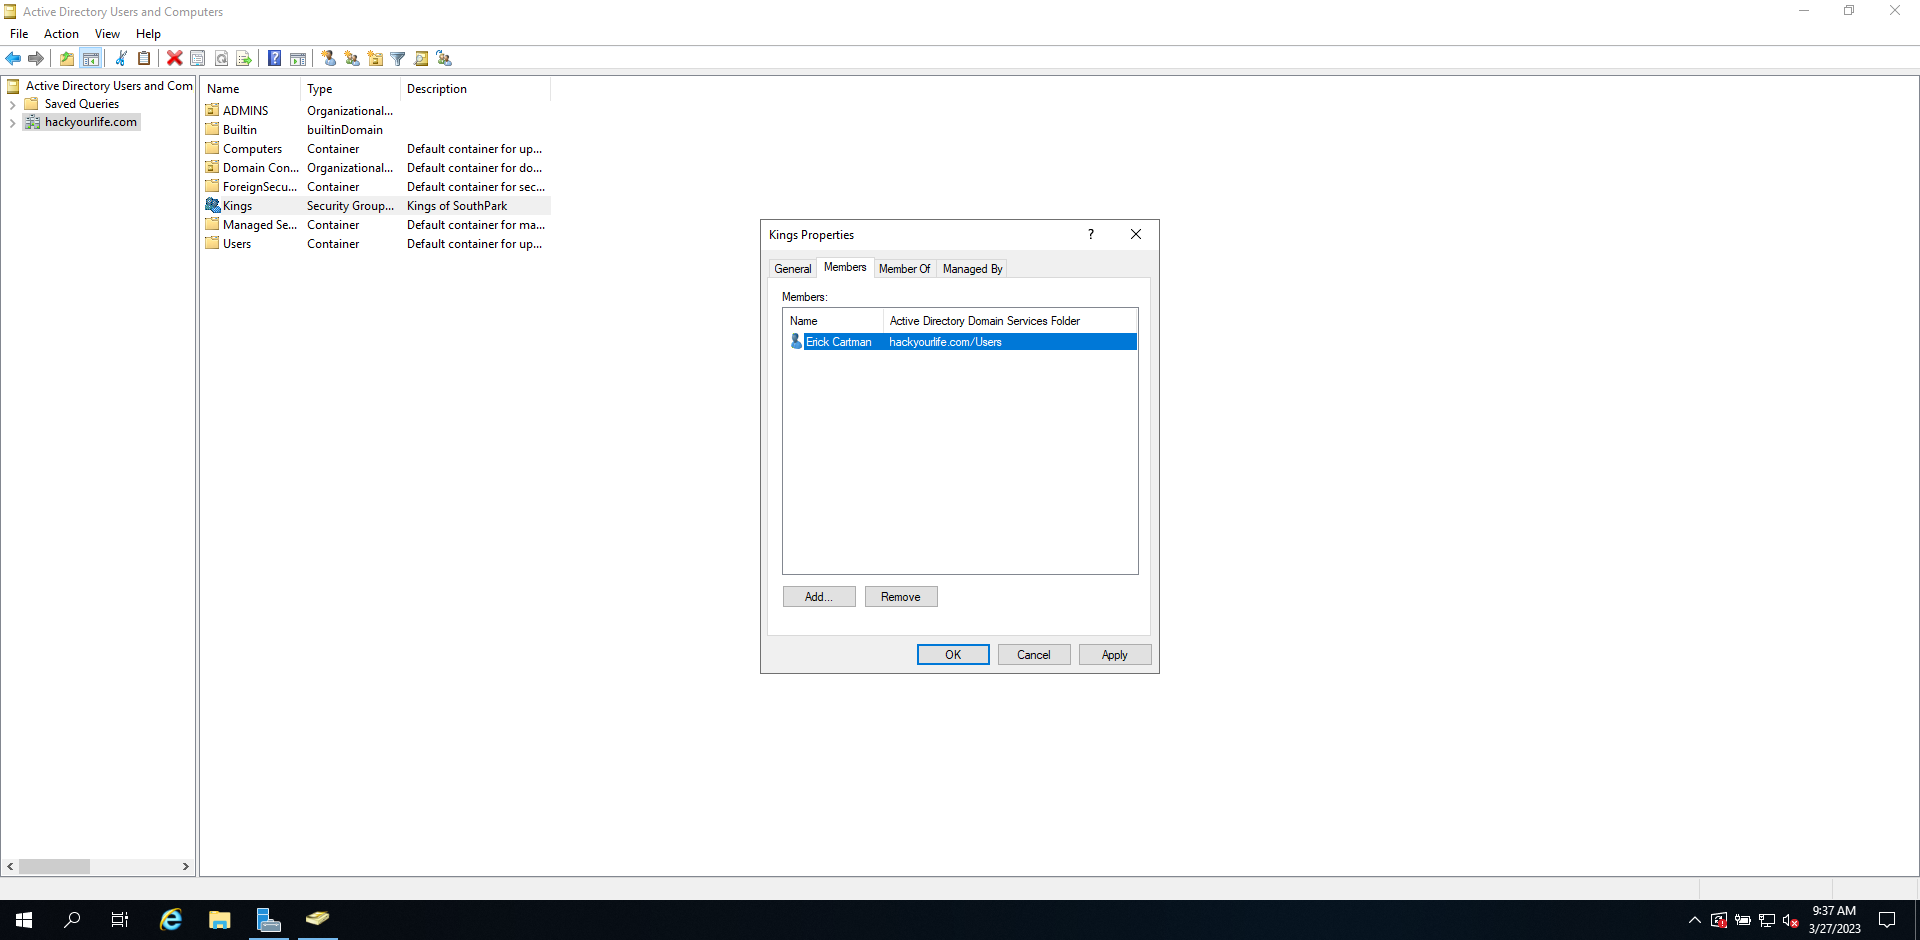 Active Directory Users and Computers
File Action View Help
Active Directory Users and Com
Saved Queries
hackyourlife.com
Name Type Description
ADMINS Organizational...
Builtin builtinDomain
Computers Container Default container for up...
Domain Con... Organizational... Default container for do...
ForeignSecu... Container Default container for sec...
Kings Security Group... Kings of SouthPark
Managed Se... Container Default container for ma...
Users Container Default container for up...
Kings Properties ?
General Members Member Of Managed By
Members:
Name Active Directory Domain Services Folder
Erick Cartman hackyourlife.com/Users
Add... Remove
OK Cancel Apply
9:37 AM
3/27/2023